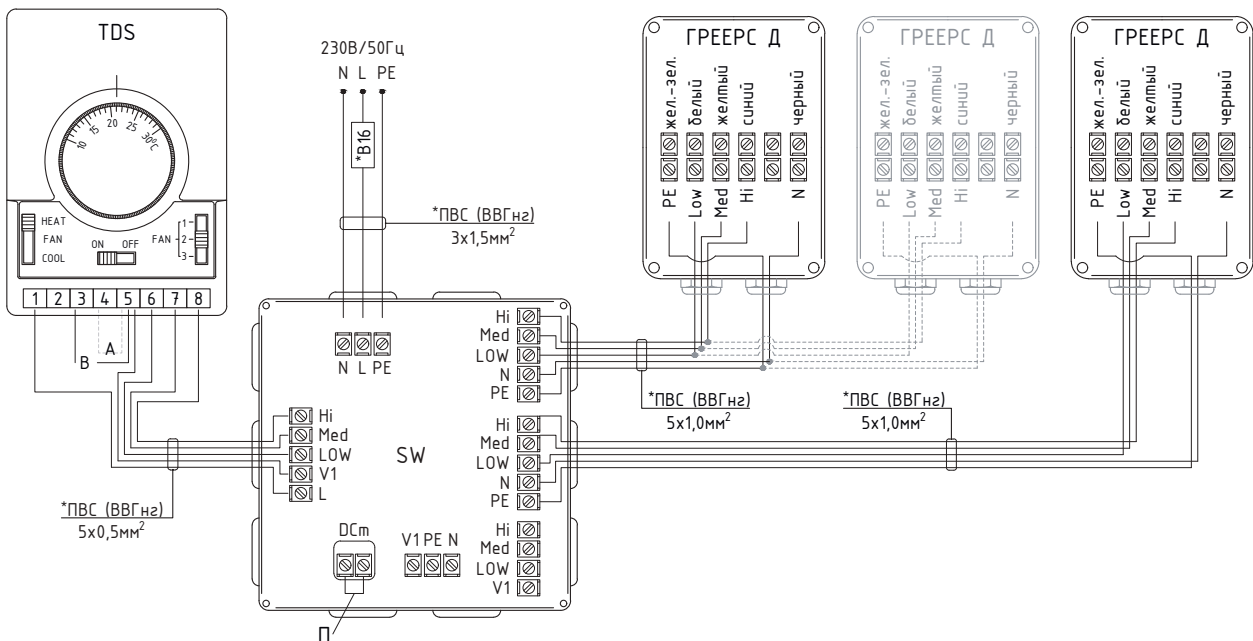 TDS
10 15 20 25 30°C
HEAT
FAN
COOL
ON OFF
FAN
1
2
3
1 2 3 4 5 6 7 8
A
B
*ПВС (ВВГнг)
5х0,5мм²
230В/50Гц
N L PE
*В16
*ПВС (ВВГнг)
3х1,5мм²
N L PE
Hi
Med
LOW
V1
L
SW
DCm
П
V1 PE N
Hi
Med
LOW
N
PE
Hi
Med
LOW
N
PE
Hi
Med
LOW
V1
*ПВС (ВВГнг)
5х1,0мм²
*ПВС (ВВГнг)
5х1,0мм²
ГРЕЕРС Д
жел.-зел.
белый
желтый
синий
черный
PE
Low
Med
Hi
N
ГРЕЕРС Д
жел.-зел.
белый
желтый
синий
черный
PE
Low
Med
Hi
N
ГРЕЕРС Д
жел.-зел.
белый
желтый
синий
черный
PE
Low
Med
Hi
N